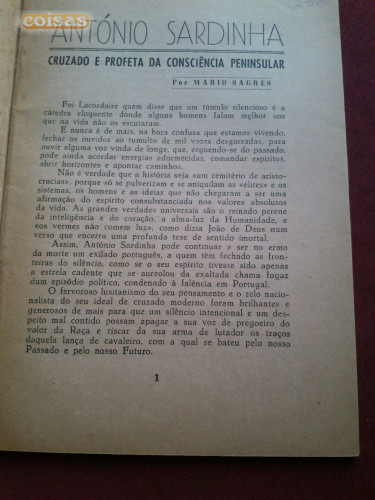 coisas
ANTÓNIO SARDINHA
CRUZADO E PROFETA DA CONSCIÊNCIA PENINSULAR
Por MÁRIO SAGRES
Foi Lacordaire quem disse que um túmulo silencioso é a
cátedra eloquente donde alguns homens falam melhor aos
que na vida não os escutaram.
E nunca é de mais, na hora confusa que estamos vivendo,
fechar os ouvidos ao tumulto de mil vozes desgarradas, para
ouvir alguma voz vinda de longe, que, erguendo-se do passado,
pode ainda acordar energias adormecidas, comandar espíritos,
abrir horizontes e apontar caminhos.
Não é verdade que a história seja «um cemitério de aristo-
cracias», porque só se pulverizam e se aniquilam as «élites» e os
sistemas, os homens e as ideias que não chegaram a ser uma
afirmação do espírito consubstanciada nos valores absolutos
da vida. As grandes verdades universais são o reinado perene
da inteligência e do coração, a alma-luz da Humanidade, e
«os vermes não comem luz», como dizia João de Deus num
verso que encerra uma profunda tese de sentido imortal.
Assim, António Sardinha pode continuar a ser no ermo
da morte um exilado português, a quem têm fechado as fron-
teiras do silêncio, como se o seu espírito tivesse sido apenas
a estrela cadente que se aureolou da exaltada chama fugaz
dum episódio político, condenado à falência em Portugal.
O fervoroso lusitanismo do seu pensamento e o zelo nacio-
nalista do seu ideal de cruzado moderno foram brilhantes e
generosos de mais para que um silêncio intencional e um des-
peito mal contido possam apagar a sua voz de pregoeiro do
valor da Raça e riscar da sua arma de lutador os traços
daquela lança de cavaleiro, com a qual se bateu pelo nosso
Passado e pelo nosso Futuro.
1